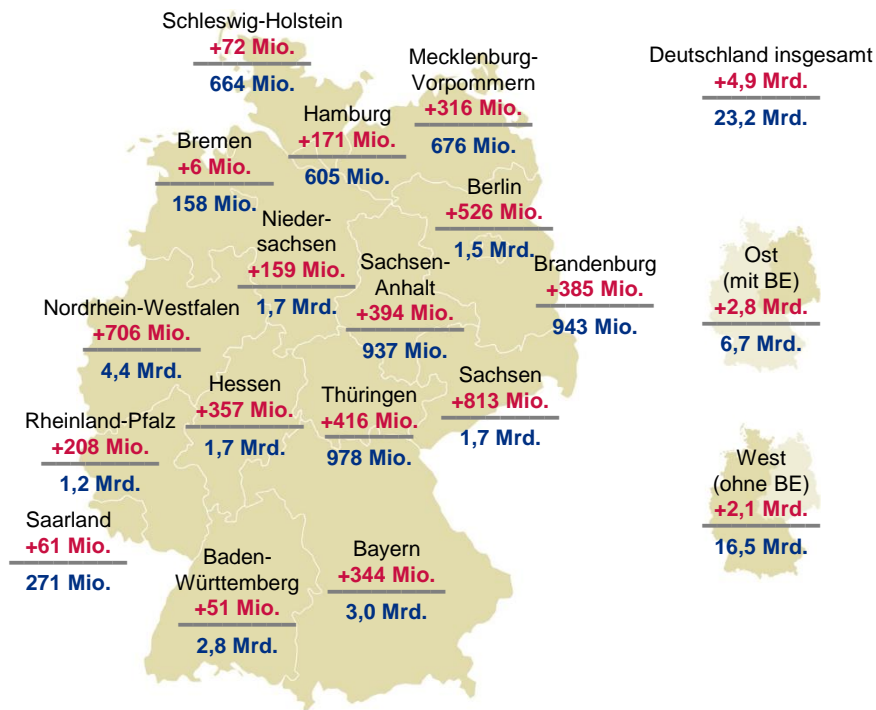 Schleswig-Holstein
+72 Mio.
664 Mio.
Mecklenburg-
Vorpommern
+316 Mio.
676 Mio.
Hamburg
+171 Mio.
605 Mio.
Bremen
+6 Mio.
158 Mio.
Berlin
+526 Mio.
1,5 Mrd.
Nieder-
sachsen
+159 Mio.
1,7 Mrd.
Sachsen-
Anhalt
+394 Mio.
937 Mio.
Brandenburg
+385 Mio.
943 Mio.
Nordrhein-Westfalen
+706 Mio.
4,4 Mrd.
Hessen
+357 Mio.
1,7 Mrd.
Thüringen
+416 Mio.
978 Mio.
Sachsen
+813 Mio.
1,7 Mrd.
Rheinland-Pfalz
+208 Mio.
1,2 Mrd.
Saarland
+61 Mio.
271 Mio.
Baden-
Württemberg
+51 Mio.
2,8 Mrd.
Bayern
+344 Mio.
3,0 Mrd.
Deutschland insgesamt
+4,9 Mrd.
23,2 Mrd.
Ost
(mit BE)
+2,8 Mrd.
6,7 Mrd.
West
(ohne BE)
+2,1 Mrd.
16,5 Mrd.